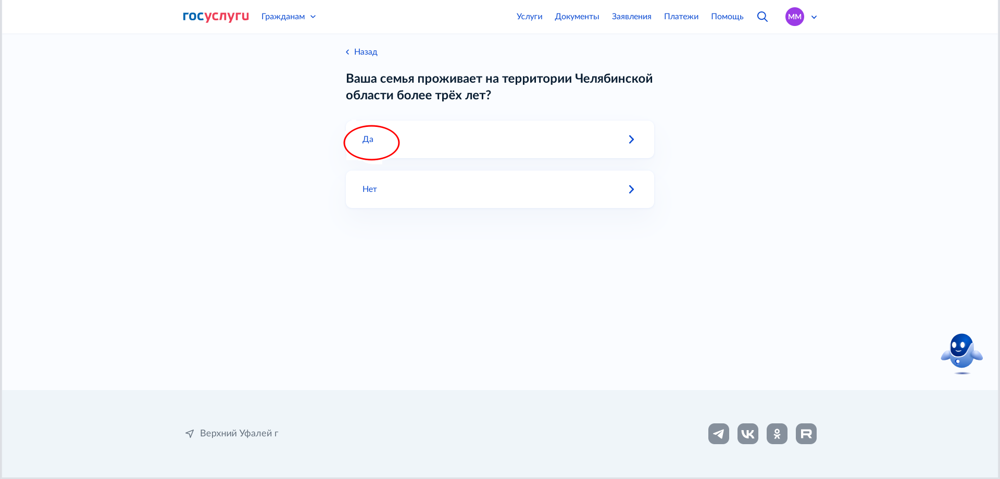 госуслуги Гражданам Услуги Документы Заявления Платежи Помощь ММ
Назад
Ваша семья проживает на территории Челябинской
области более трёх лет?
Да
Нет
Верхний Уфалей г